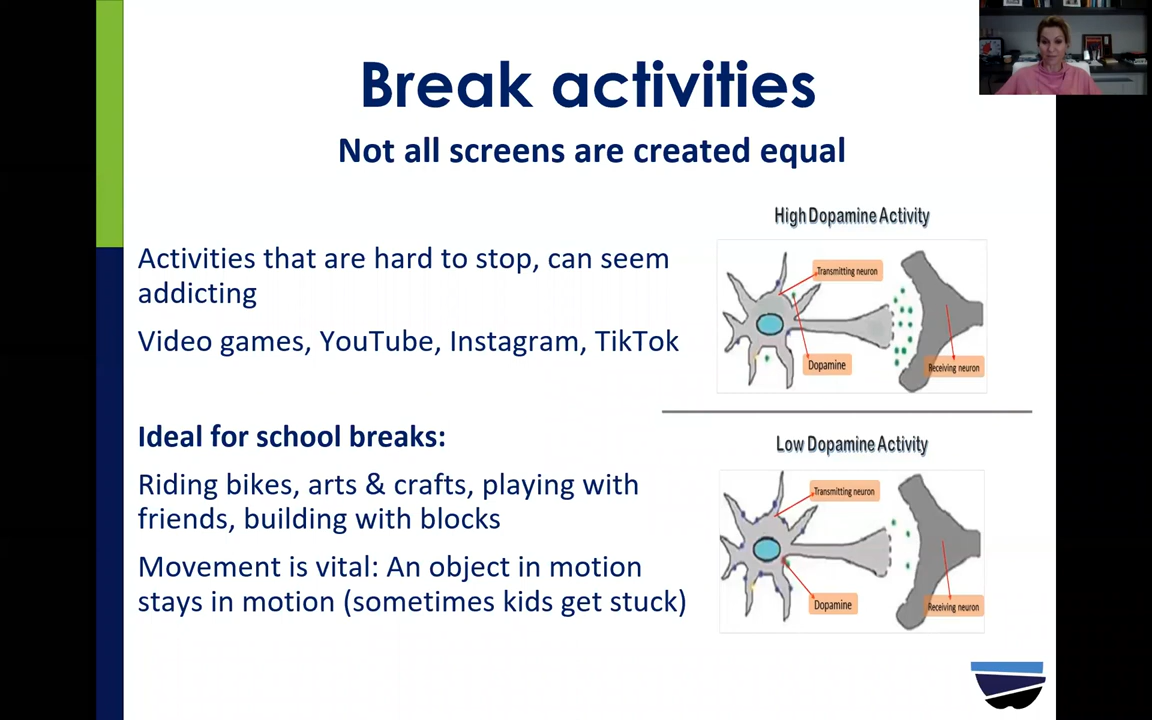 Break activities
Not all screens are created equal
Activities that are hard to stop, can seem
addicting
Video games, YouTube, Instagram, TikTok
Ideal for school breaks:
Riding bikes, arts & crafts, playing with
friends, building with blocks
Movement is vital: An object in motion
stays in motion (sometimes kids get stuck)
High Dopamine Activity
Transmitting neuron
Dopamine
Receiving neuron
Low Dopamine Activity
Transmitting neuron
Dopamine
Receiving neuron